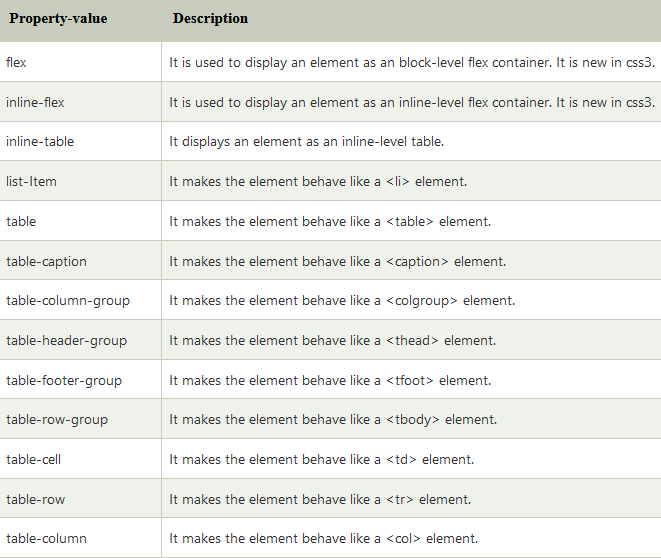 Property-value Description
flex It is used to display an element as an block-level flex container. It is new in css3.
inline-flex It is used to display an element as an inline-level flex container. It is new in css3.
inline-table It displays an element as an inline-level table.
list-Item It makes the element behave like a <li> element.
table It makes the element behave like a <table> element.
table-caption It makes the element behave like a <caption> element.
table-column-group It makes the element behave like a <colgroup> element.
table-header-group It makes the element behave like a <thead> element.
table-footer-group It makes the element behave like a <tfoot> element.
table-row-group It makes the element behave like a <tbody> element.
table-cell It makes the element behave like a <td> element.
table-row It makes the element behave like a <tr> element.
table-column It makes the element behave like a <col> element.